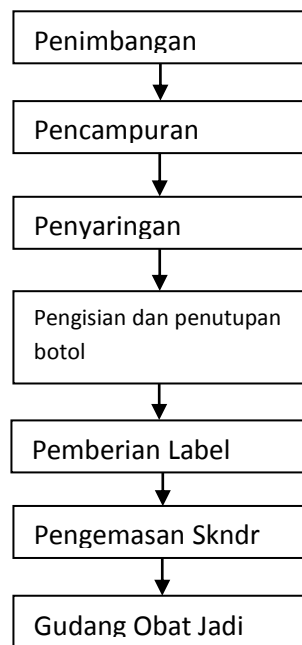 Penimbangan
Pencampuran
Penyaringan
Pengisian dan penutupan
botol
Pemberian Label
Pengemasan Skndr
Gudang Obat Jadi